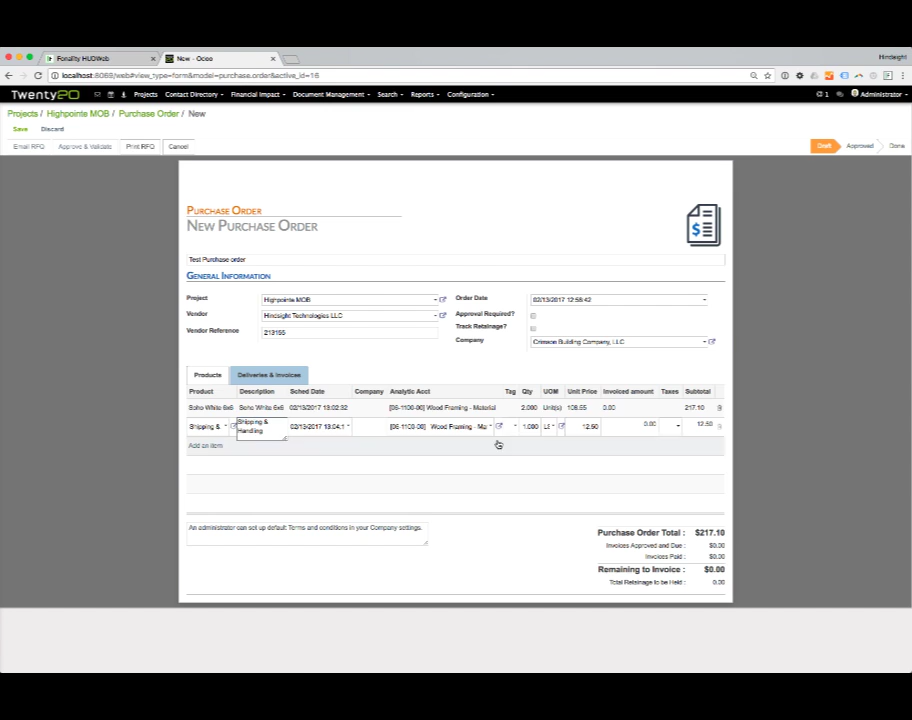 Fonality HUDWeb
New - Odoo
Hindsight
localhost:8069/web#view_type=form&model=purchase.order&active_id=16
Twenty20 Projects Contact Directory Financial Impact Document Management Search Reports Configuration 1 Administrator
Projects / Highpointe MOB / Purchase Order / New
Save Discard
Email RFQ Approve & Validate Print RFQ Cancel Draft Approved Done
Purchase Order
New Purchase Order
Test Purchase order
General Information
Project Highpointe MOB Order Date 02/13/2017 12:58:42
Vendor Hindsight Technologies LLC Approval Required?
Track Retainage?
Vendor Reference 213155
Company Crimson Building Company, LLC
Products Deliveries & Invoices
Product Description Sched Date Company Analytic Acct Tag Qty UOM Unit Price Invoiced amount Taxes Subtotal
Soho White 6x6 Soho White 6x6 02/13/2017 13:02:32 [06-1100-00] Wood Framing - Material 2.000 Unit(s) 108.55 0.00 217.10
Shipping & Shipping & Handling 02/13/2017 13:04:1 [06-1100-00] Wood Framing - Mat 1.000 LS 12.50 0.00 12.50
Add an item
An administrator can set up default Terms and conditions in your Company settings.
Purchase Order Total : $217.10
Invoices Approved and Due : $0.00
Invoices Paid : $0.00
Remaining to Invoice : $0.00
Total Retainage to be Held : 0.00